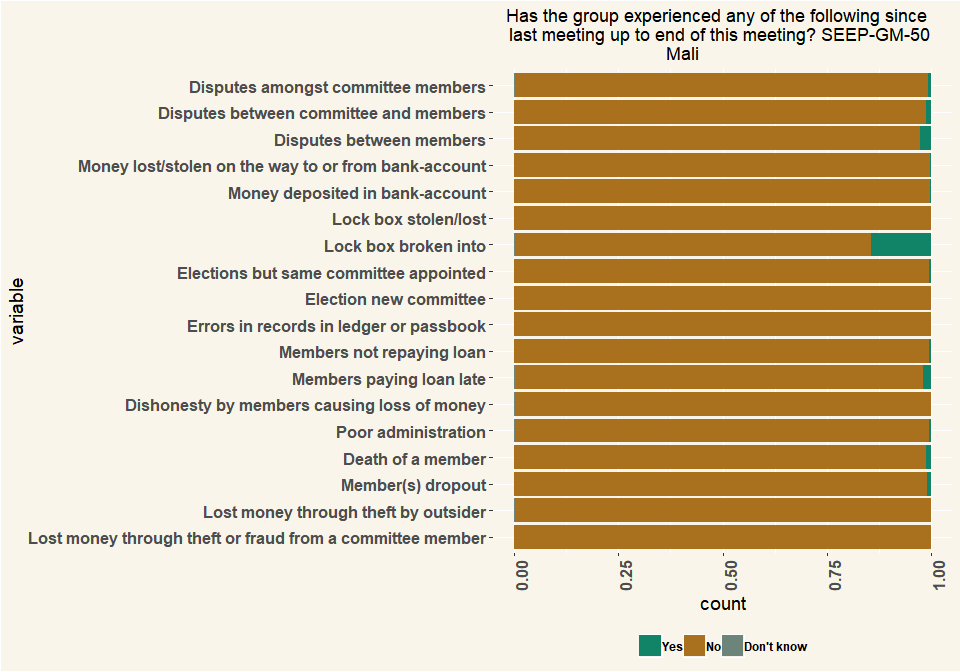 Has the group experienced any of the following since
last meeting up to end of this meeting? SEEP-GM-50
Mali
Disputes amongst committee members
Disputes between committee and members
Disputes between members
Money lost/stolen on the way to or from bank-account
Money deposited in bank-account
Lock box stolen/lost
Lock box broken into
Elections but same committee appointed
Election new committee
Errors in records in ledger or passbook
Members not repaying loan
Members paying loan late
Dishonesty by members causing loss of money
Poor administration
Death of a member
Member(s) dropout
Lost money through theft by outsider
Lost money through theft or fraud from a committee member
variable
0.00
0.25
0.50
0.75
1.00
count
Yes No Don't know